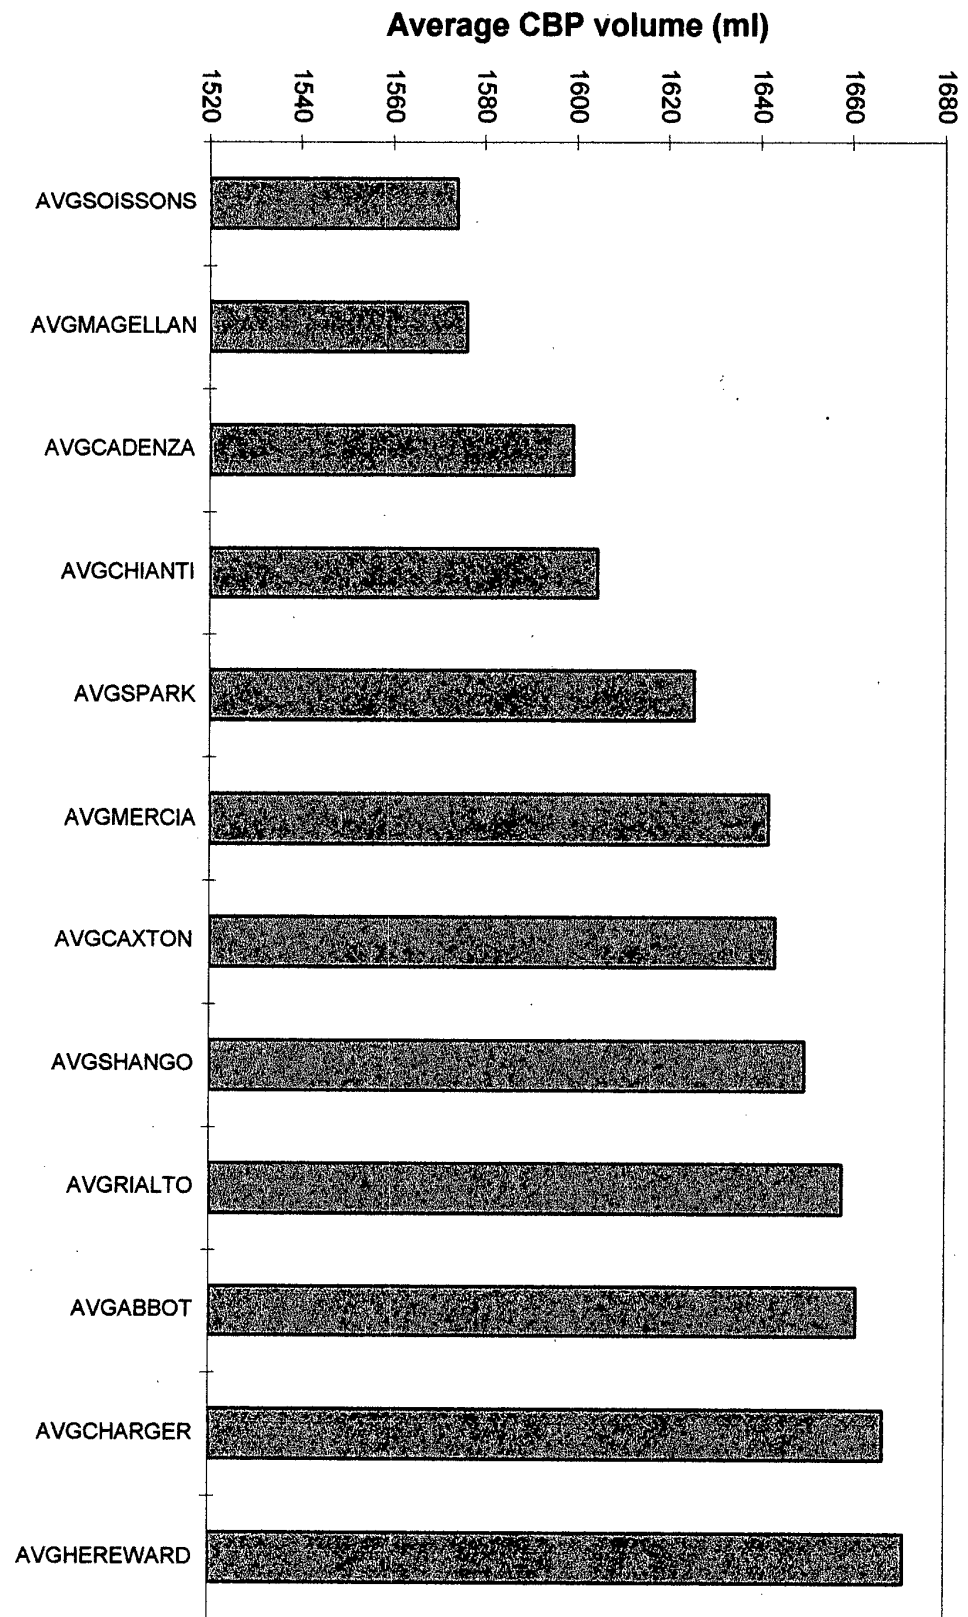 Average CBP volume (ml)
1520
1540
1560
1580
1600
1620
1640
1660
1680
AVGSOISSONS
AVGMAGELLAN
AVGCADENZA
AVGCHIANTI
AVGSPARK
AVGMERCIA
AVGCAXTON
AVGSHANGO
AVGRIALTO
AVGABBOT
AVGCHARGER
AVGHEREWARD